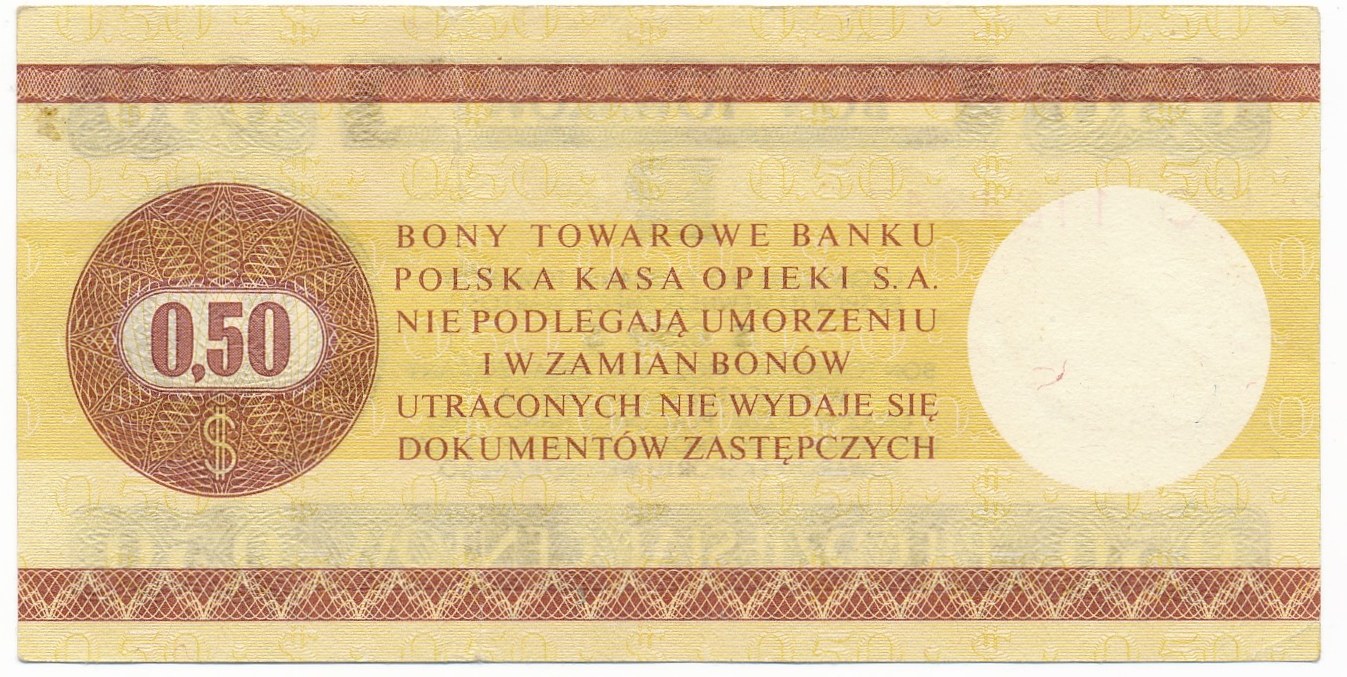 BONY TOWAROWE BANKU
POLSKA KASA OPIEKI S.A.
NIE PODLEGAJĄ UMORZENIU
I W ZAMIAN BONÓW
UTRACONYCH NIE WYDAJE SIĘ
DOKUMENTÓW ZASTĘPCZYCH
0,50
$